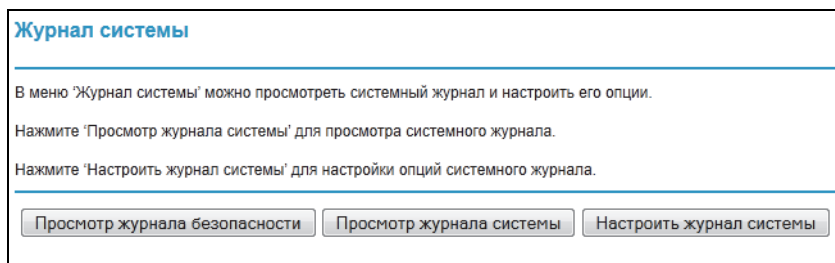 Журнал системы
В меню 'Журнал системы' можно просмотреть системный журнал и настроить его опции.
Нажмите 'Просмотр журнала системы' для просмотра системного журнала.
Нажмите 'Настроить журнал системы' для настройки опций системного журнала.
Просмотр журнала безопасности Просмотр журнала системы Настроить журнал системы